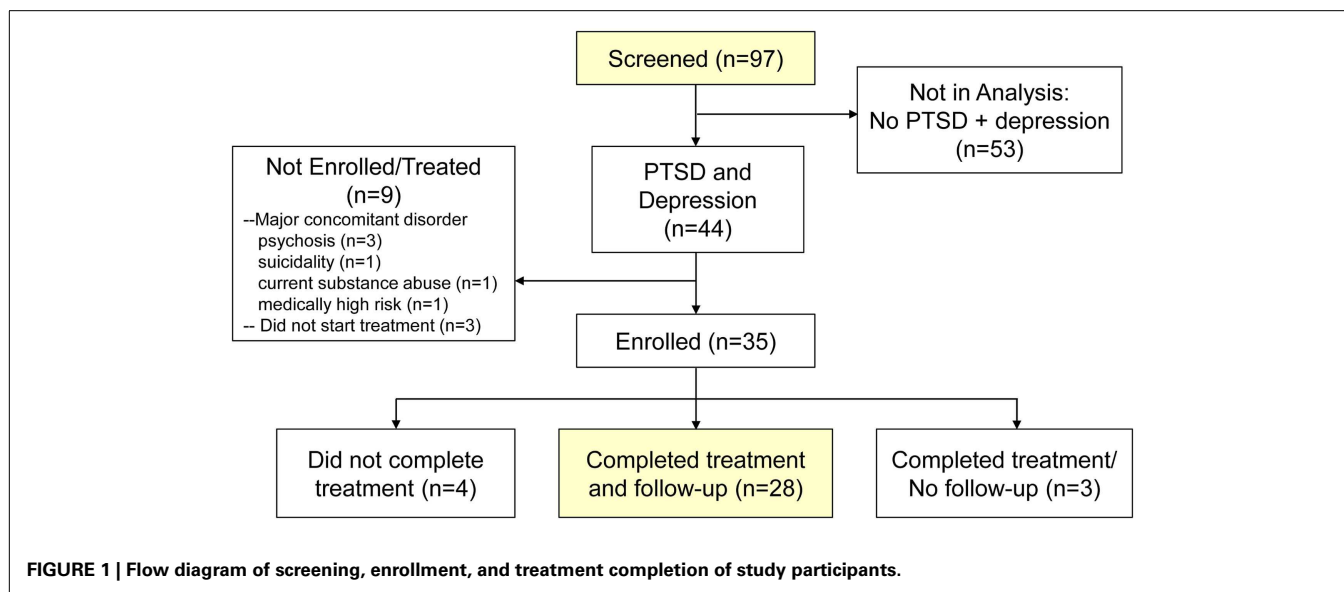 Screened (n=97)
Not in Analysis:
No PTSD + depression
(n=53)
PTSD and
Depression
(n=44)
Not Enrolled/Treated
(n=9)
--Major concomitant disorder
psychosis (n=3)
suicidality (n=1)
current substance abuse (n=1)
medically high risk (n=1)
-- Did not start treatment (n=3)
Enrolled (n=35)
Did not complete
treatment (n=4)
Completed treatment
and follow-up (n=28)
Completed treatment/
No follow-up (n=3)
FIGURE 1 | Flow diagram of screening, enrollment, and treatment completion of study participants.